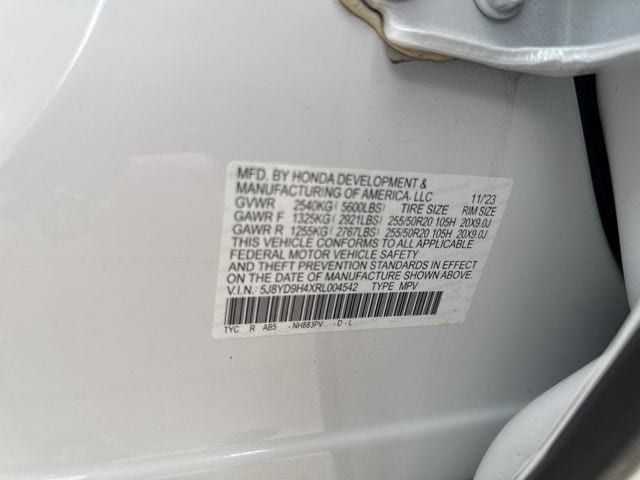 MFD. BY HONDA DEVELOPMENT &
MANUFACTURING OF AMERICA, LLC 11/23
GVWR 2540KG (5600LBS) TIRE SIZE RIM SIZE
GAWR F 1325KG (2921LBS) 255/50R20 105H 20X9.0J
GAWR R 1255KG (2767LBS) 255/50R20 105H 20X9.0J
THIS VEHICLE CONFORMS TO ALL APPLICABLE
FEDERAL MOTOR VEHICLE SAFETY
AND THEFT PREVENTION STANDARDS IN EFFECT
ON THE DATE OF MANUFACTURE SHOWN ABOVE.
V.I.N.: 5J8YD9H4XRL004542 TYPE MPV
TYC R AB5 -NH883PV -D-L